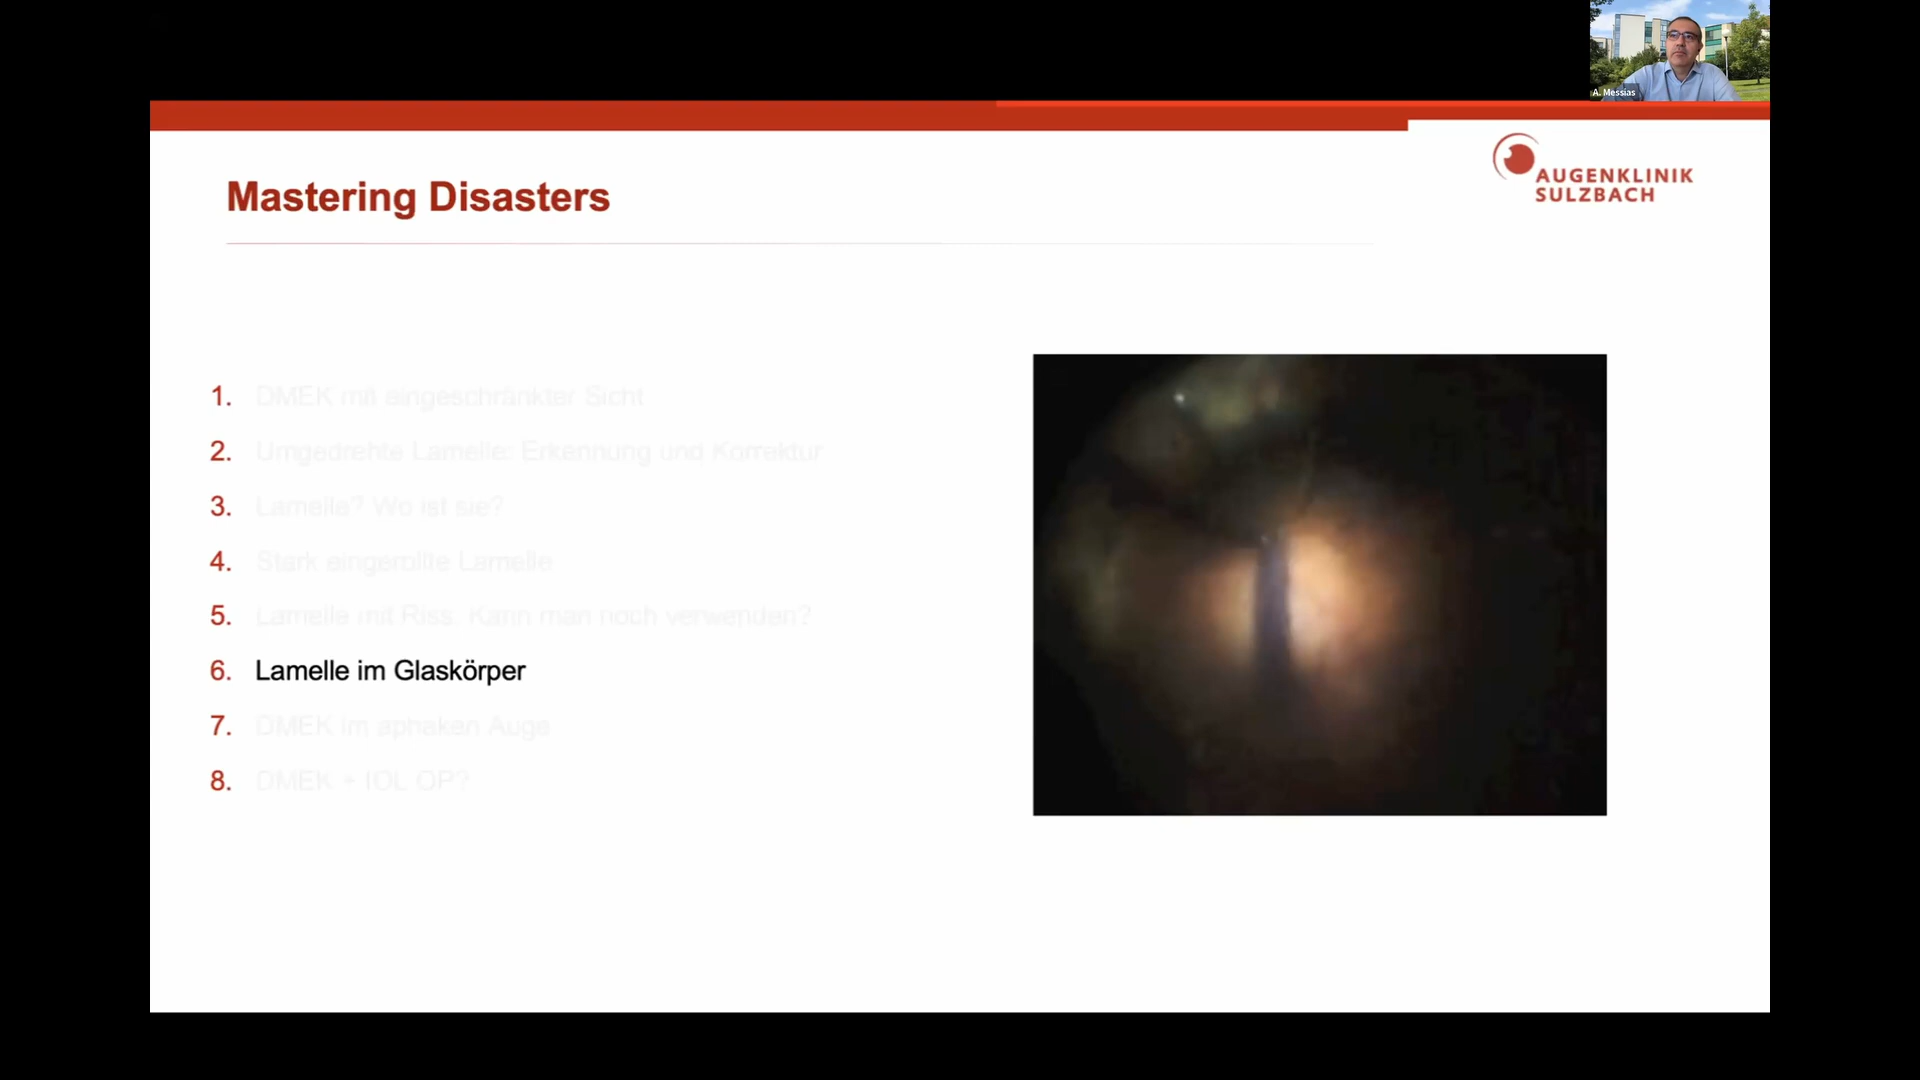 A. Messias
AUGENKLINIK
SULZBACH
Mastering Disasters
1. DMEK mit eingeschränkter Sicht
2. Umgedrehte Lamelle: Erkennung und Korrektur
3. Lamelle? Wo ist sie?
4. Stark eingerollte Lamelle
5. Lamelle mit Riss. Kann man noch verwenden?
6. Lamelle im Glaskörper
7. DMEK im aphaken Auge
8. DMEK + IOL OP?